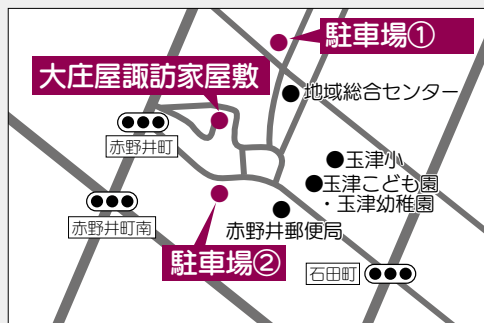 駐車場①
大庄屋諏訪家屋敷
地域総合センター
赤野井町
玉津小
玉津こども園
・玉津幼稚園
赤野井町南
赤野井郵便局
駐車場②
石田町